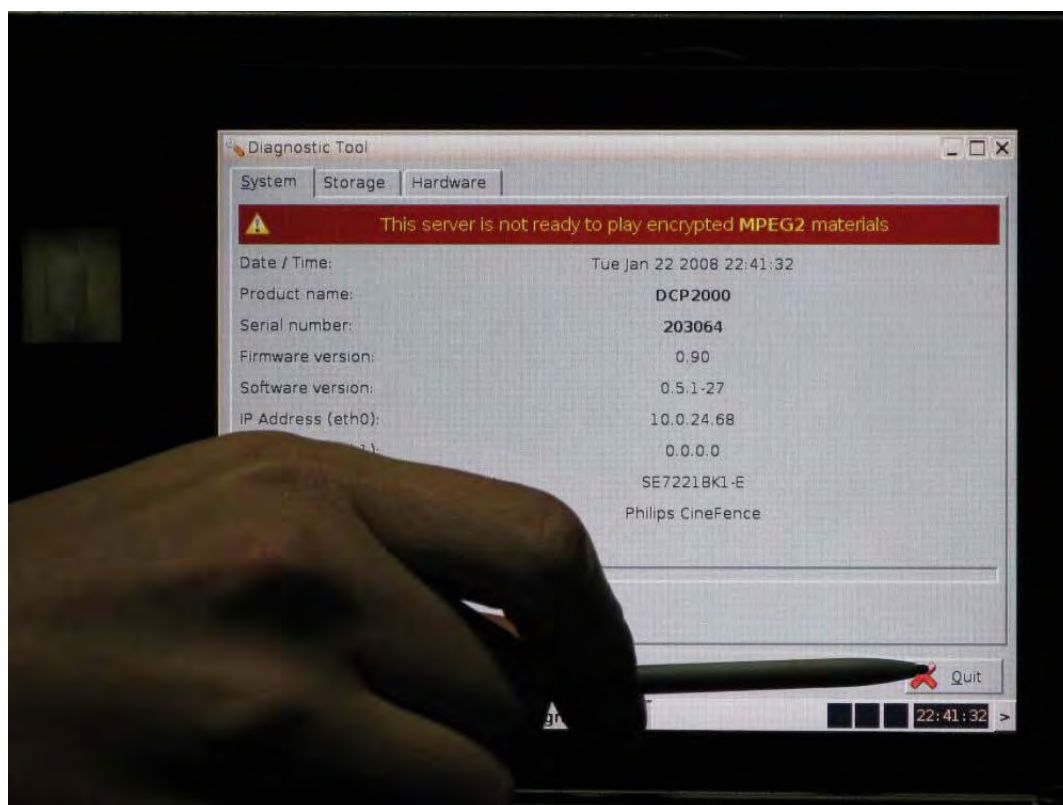 Diagnostic Tool
System Storage Hardware
This server is not ready to play encrypted MPEG2 materials
Date / Time: Tue Jan 22 2008 22:41:32
Product name: DCP2000
Serial number: 203064
Firmware version: 0.90
Software version: 0.5.1-27
IP Address (eth0): 10.0.24.68
0.0.0.0
SE7221BK1-E
Philips CineFence
Quit
22:41:32 >